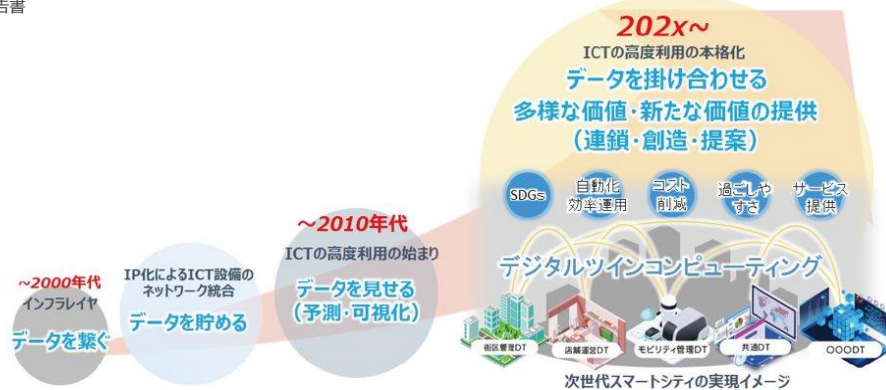 告書
～2000年代
インフラレイヤ
データを繋ぐ
IP化によるICT設備の
ネットワーク統合
データを貯める
～2010年代
ICTの高度利用の始まり
データを見せる
（予測・可視化）
202x～
ICTの高度利用の本格化
データを掛け合わせる
多様な価値・新たな価値の提供
（連鎖・創造・提案）
SDGs
自動化
効率運用
コスト
削減
過ごしや
すさ
サービス
提供
デジタルツインコンピューティング
街区管理DT
店舗運営DT
モビリティ管理DT
共通DT
〇〇〇DT
次世代スマートシティの実現イメージ